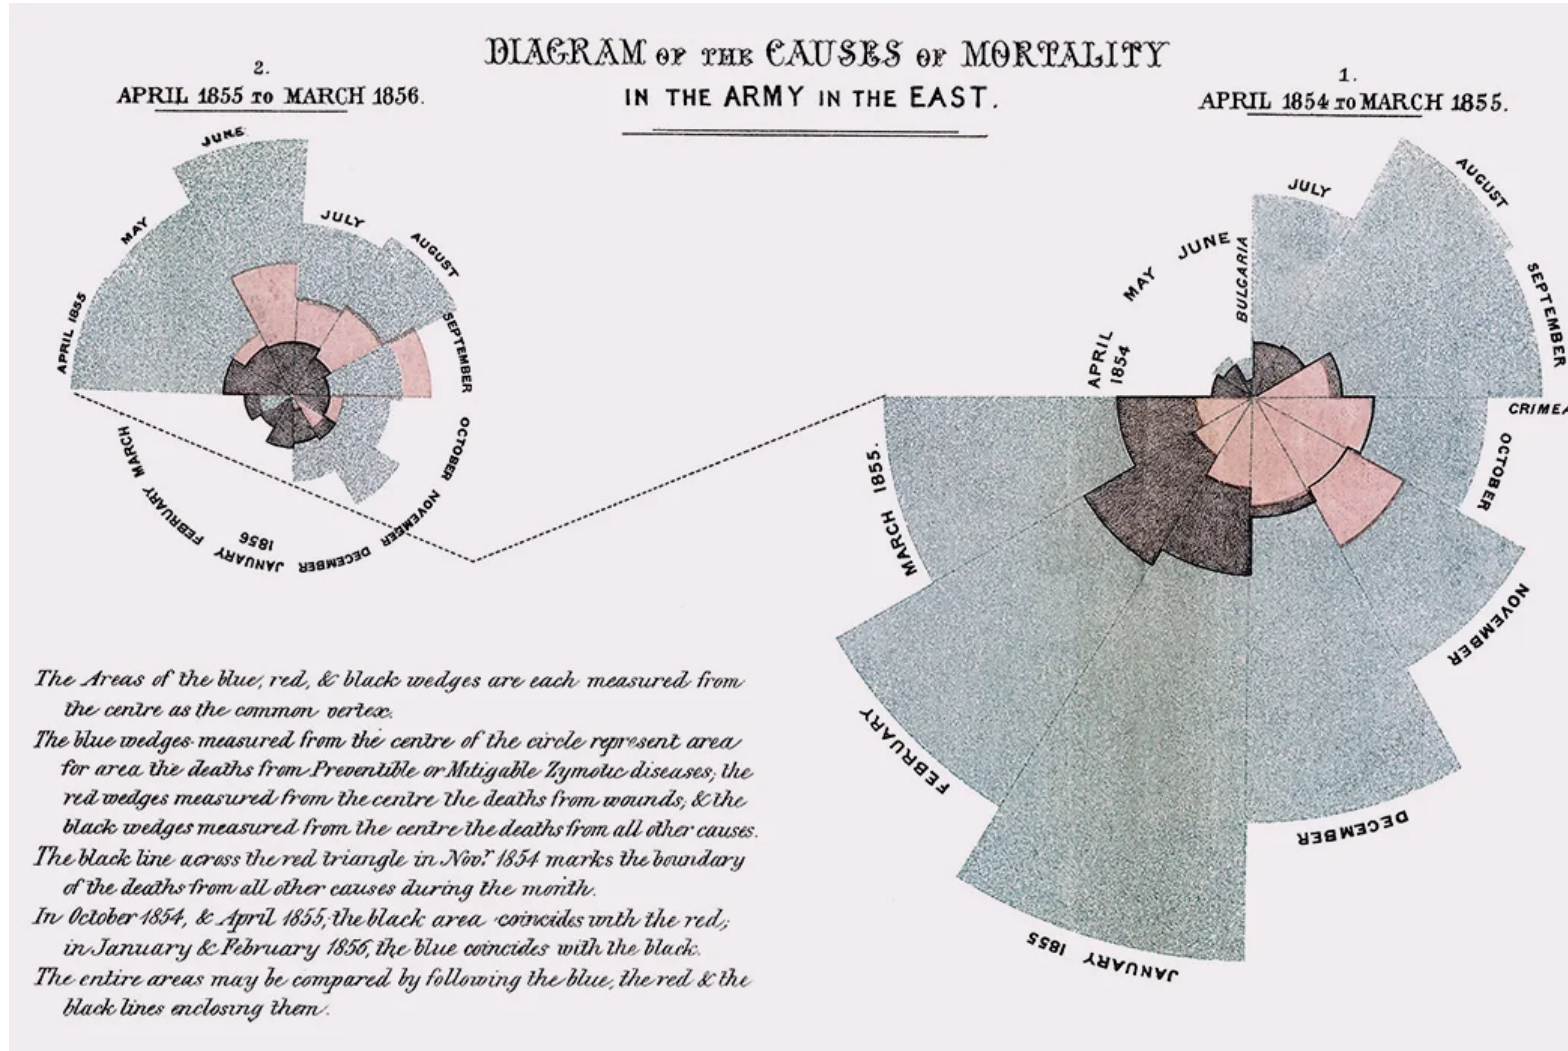 DIAGRAM OF THE CAUSES OF MORTALITY
IN THE ARMY IN THE EAST.
2.
APRIL 1855 TO MARCH 1856.
1.
APRIL 1854 TO MARCH 1855.
JUNE
JULY
AUGUST
SEPTEMBER
OCTOBER
NOVEMBER
DECEMBER
JANUARY
1856
FEBRUARY
MARCH
APRIL 1855
MAY
APRIL
1854
MAY
JUNE
BULGARIA
JULY
AUGUST
SEPTEMBER
CRIMEA
OCTOBER
NOVEMBER
DECEMBER
JANUARY 1855
FEBRUARY
MARCH 1855.
The Areas of the blue, red, & black wedges are each measured from
the centre as the common vertex.
The blue wedges measured from the centre of the circle represent area
for area the deaths from Preventible or Mitigable Zymotic diseases; the
red wedges measured from the centre the deaths from wounds; & the
black wedges measured from the centre the deaths from all other causes.
The black line across the red triangle in Novr. 1854 marks the boundary
of the deaths from all other causes during the month.
In October 1854, & April 1855, the black area coincides with the red;
in January & February 1856, the blue coincides with the black.
The entire areas may be compared by following the blue, the red & the
black lines enclosing them.